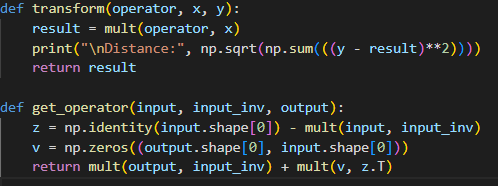 def transform(operator, x, y):
    result = mult(operator, x)
    print("\nDistance:", np.sqrt(np.sum(((y - result)**2))))
    return result

def get_operator(input, input_inv, output):
    z = np.identity(input.shape[0]) - mult(input, input_inv)
    v = np.zeros((output.shape[0], input.shape[0]))
    return mult(output, input_inv) + mult(v, z.T)